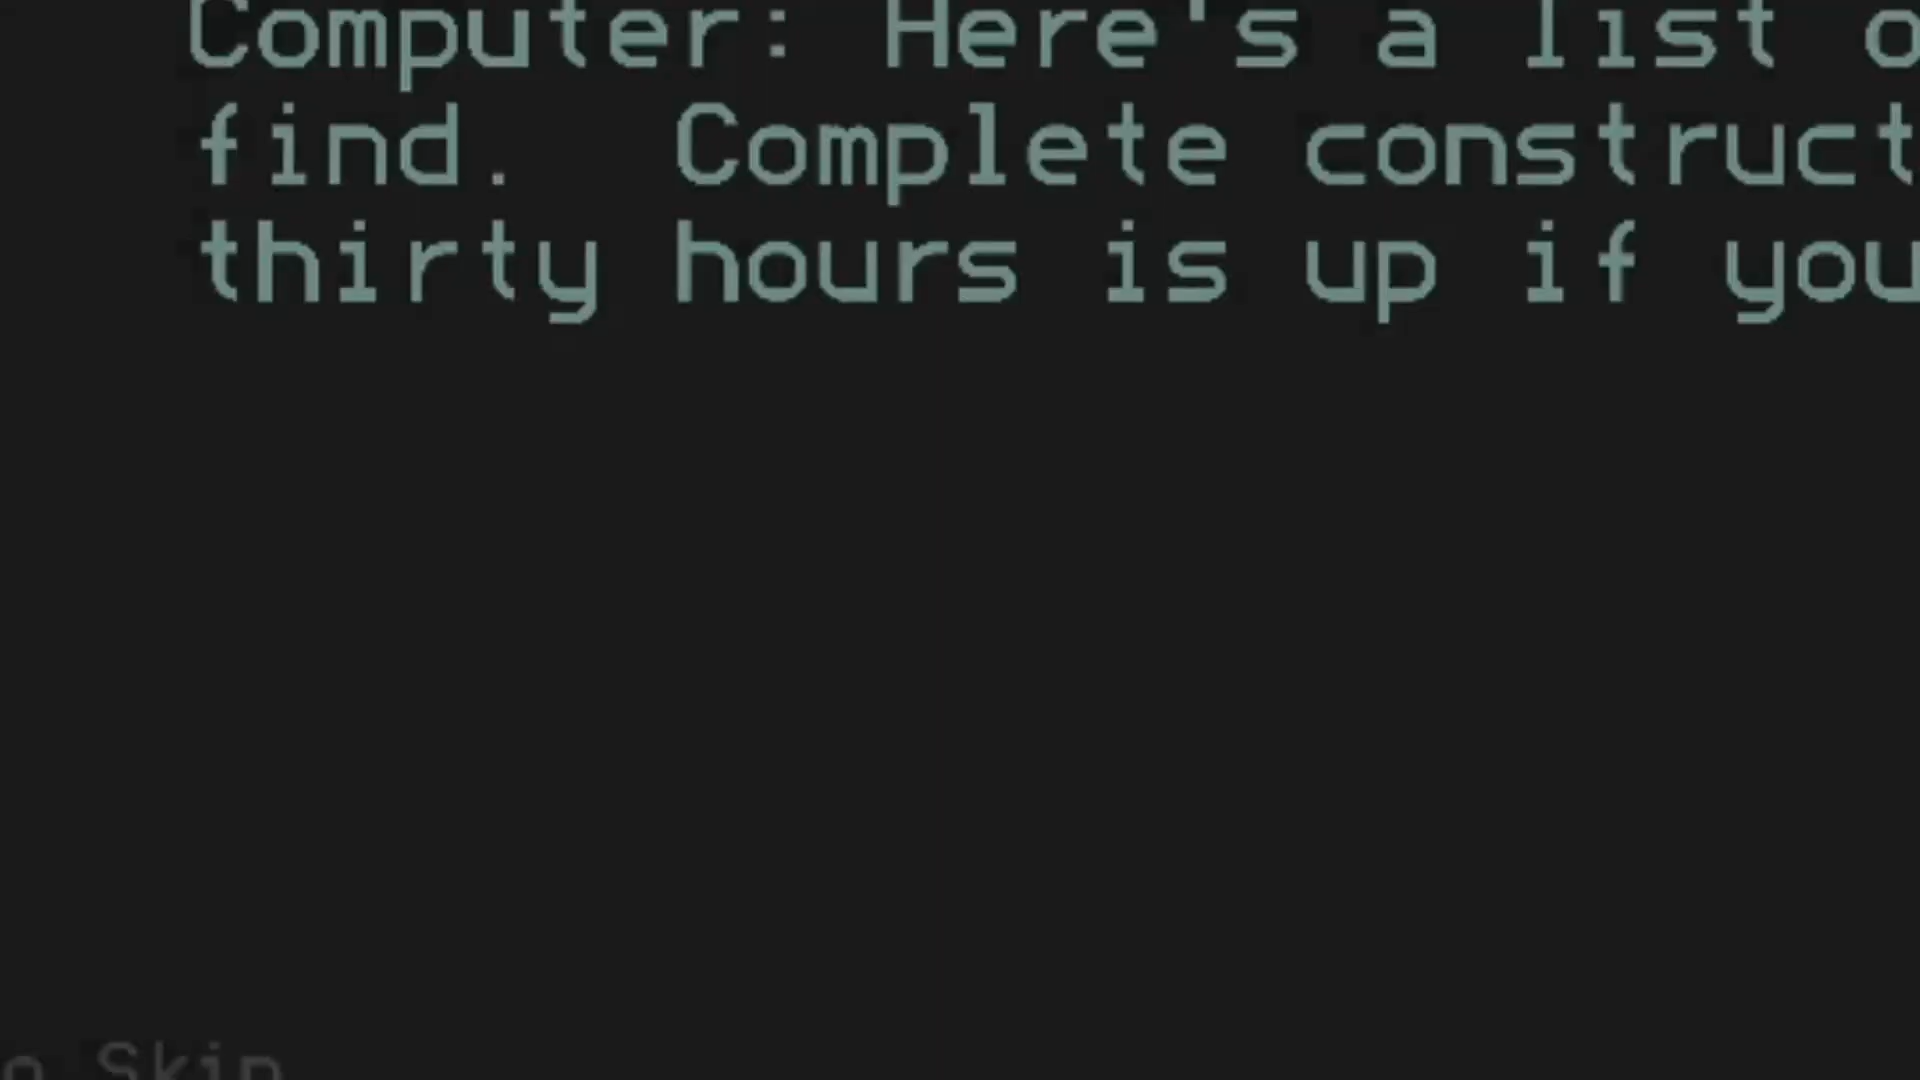 Computer: Here's a list o
find.  Complete construct
thirty hours is up if you
o Skip